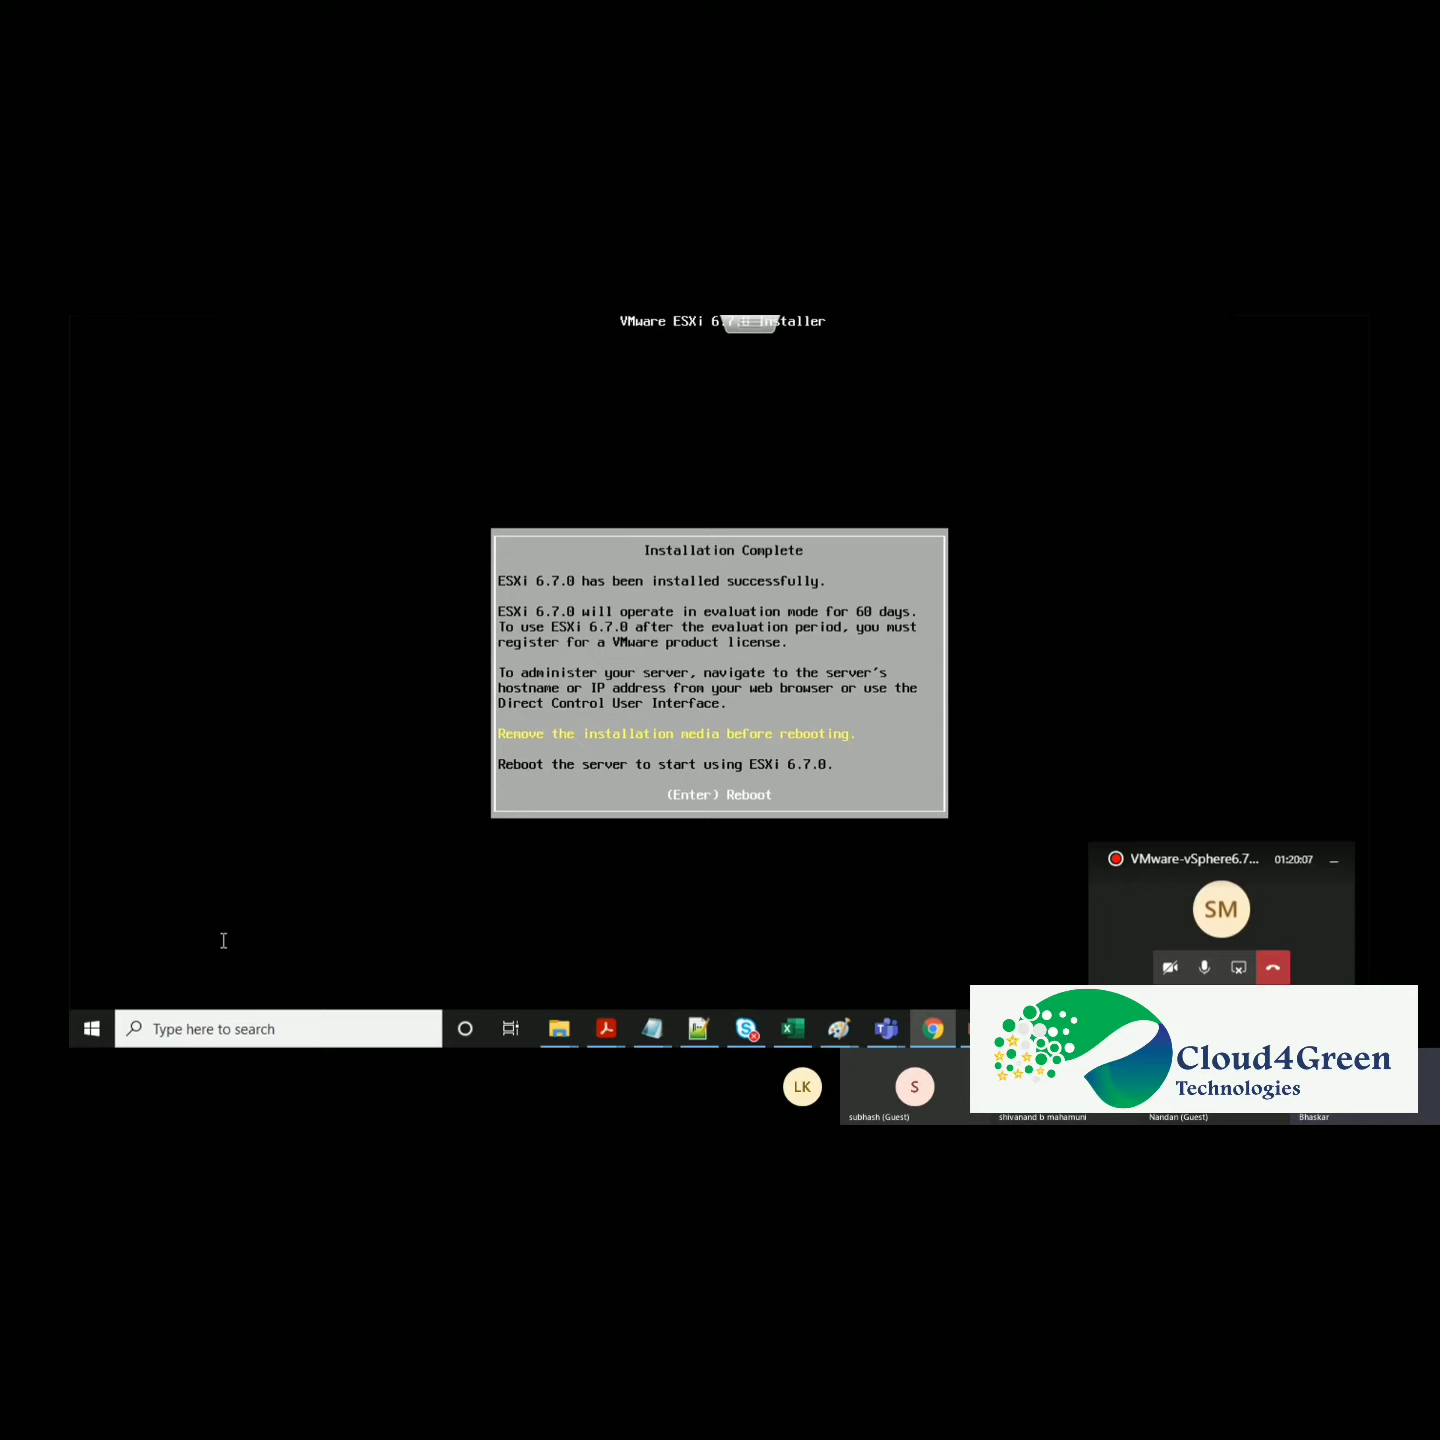 VMware ESXi 6.7.0 Installer
Installation Complete
ESXi 6.7.0 has been installed successfully.
ESXi 6.7.0 will operate in evaluation mode for 60 days.
To use ESXi 6.7.0 after the evaluation period, you must
register for a VMware product license.
To administer your server, navigate to the server's
hostname or IP address from your web browser or use the
Direct Control User Interface.
Remove the installation media before rebooting.
Reboot the server to start using ESXi 6.7.0.
(Enter) Reboot
VMware-vSphere6.7... 01:20:07
SM
Type here to search
Cloud4Green
Technologies
LK
S
subhash (Guest)
shivanand b mahamuni
Nandan (Guest)
Bhaskar